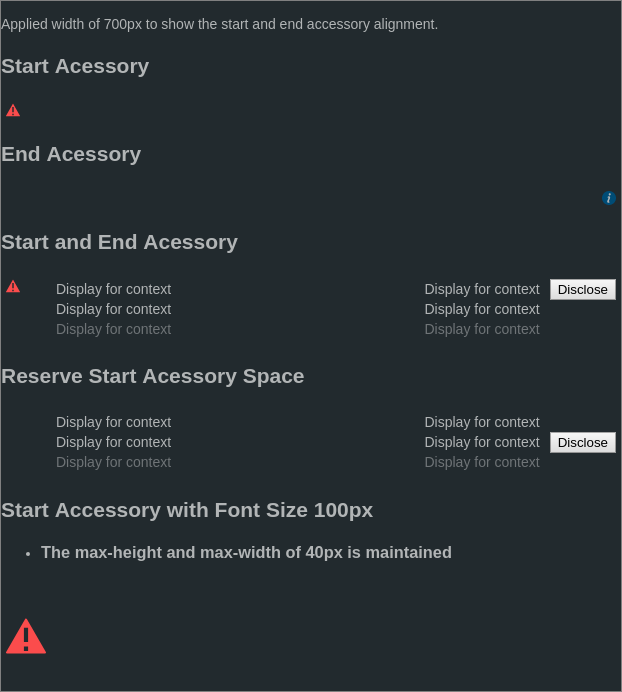 Applied width of 700px to show the start and end accessory alignment.
Start Acessory
End Acessory
i
Start and End Acessory
Display for context Display for context Disclose
Display for context Display for context
Display for context Display for context
Reserve Start Acessory Space
Display for context Display for context
Display for context Display for context Disclose
Display for context Display for context
Start Accessory with Font Size 100px
• The max-height and max-width of 40px is maintained